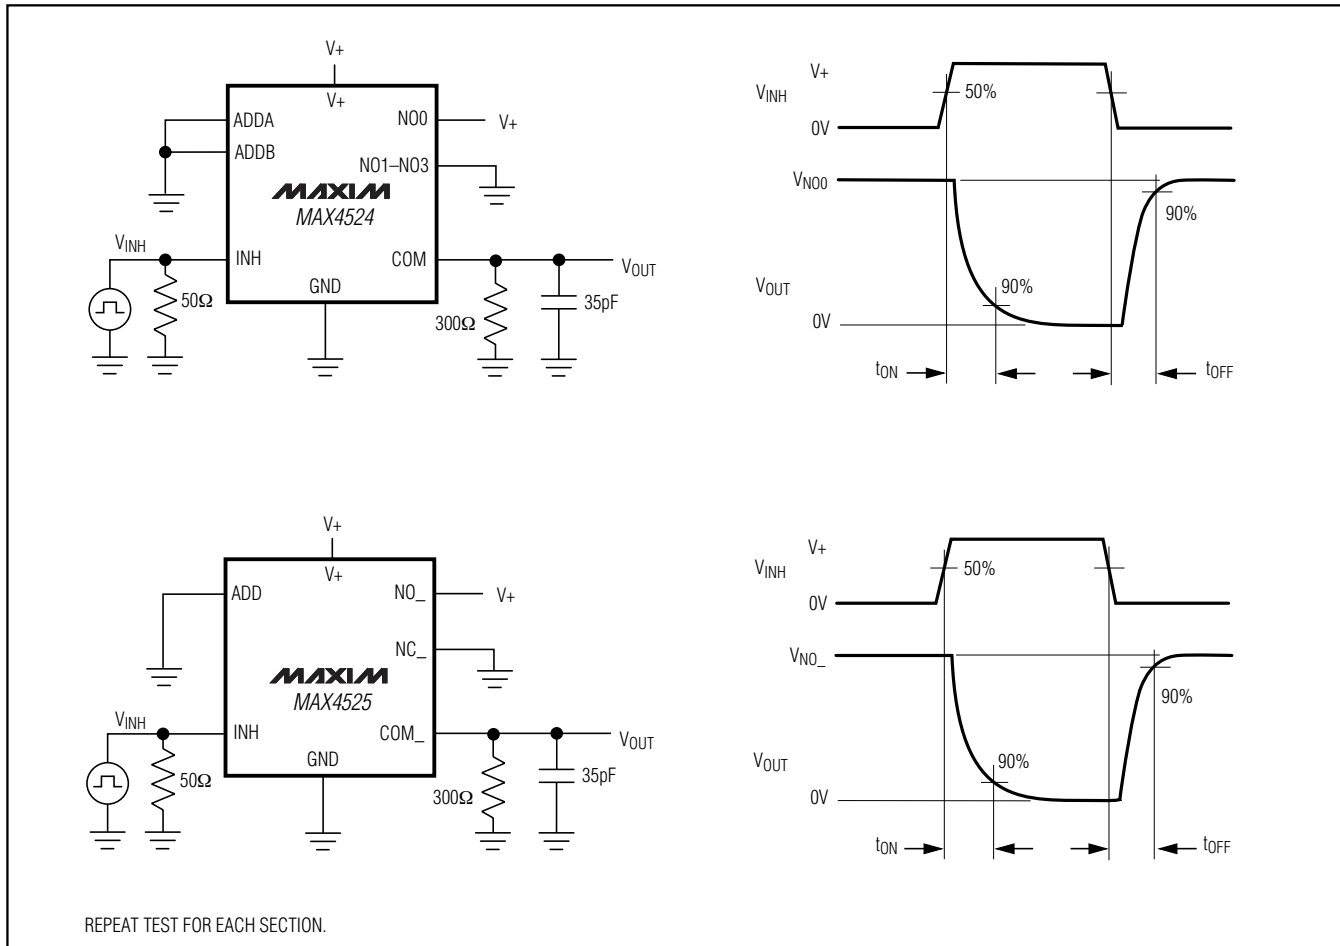 V+
V+
ADDA
ADDB
NO0
V+
NO1–NO3
MAXIM
MAX4524
VINH
INH
COM
VOUT
GND
50Ω
300Ω
35pF
V+
VINH
50%
0V
VNO0
90%
VOUT
90%
0V
tON
tOFF
V+
V+
ADD
NO_
V+
NC_
MAXIM
MAX4525
VINH
INH
COM_
VOUT
GND
50Ω
300Ω
35pF
V+
VINH
50%
0V
VNO_
90%
VOUT
90%
0V
tON
tOFF
REPEAT TEST FOR EACH SECTION.